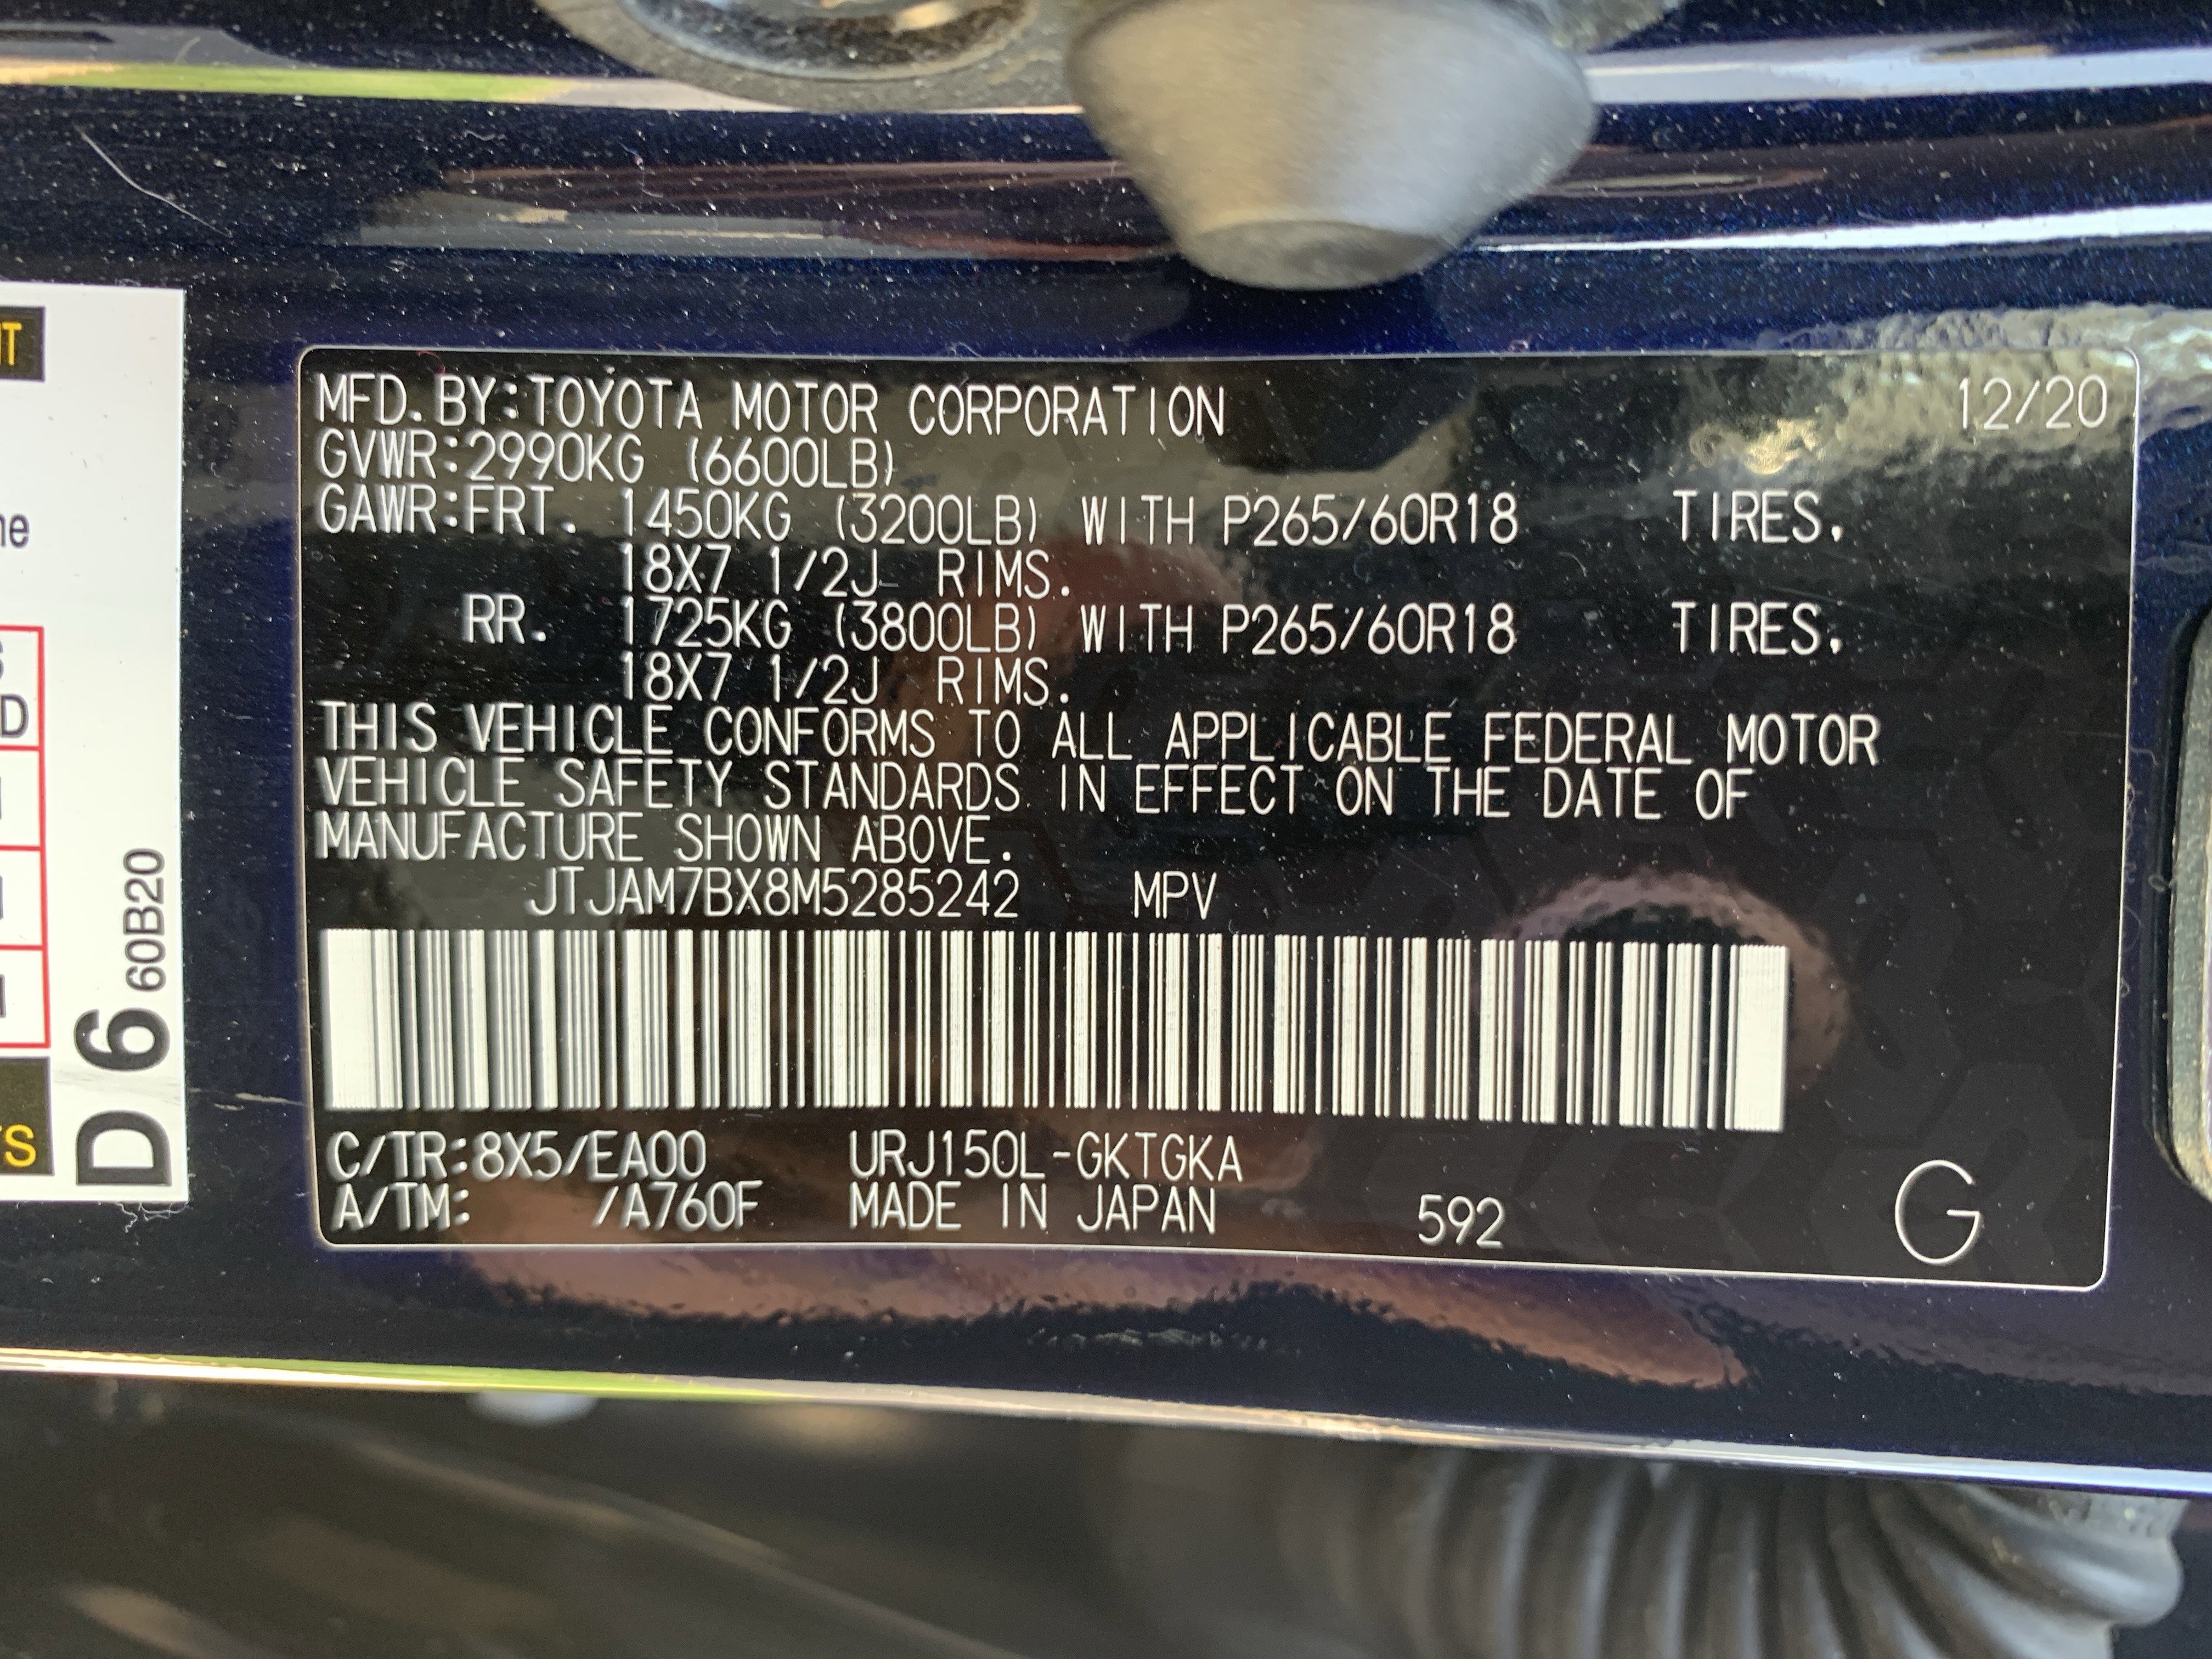 MFD.BY:TOYOTA MOTOR CORPORATION 12/20
GVWR:2990KG (6600LB)
GAWR:FRT. 1450KG (3200LB) WITH P265/60R18 TIRES.
18X7 1/2J RIMS.
RR. 1725KG (3800LB) WITH P265/60R18 TIRES.
18X7 1/2J RIMS.
THIS VEHICLE CONFORMS TO ALL APPLICABLE FEDERAL MOTOR
VEHICLE SAFETY STANDARDS IN EFFECT ON THE DATE OF
MANUFACTURE SHOWN ABOVE.
JTJAM7BX8M5285242 MPV
C/TR:8X5/EA00 URJ150L-GKTGKA
A/TM: /A760F MADE IN JAPAN 592 G
D 6 60B20